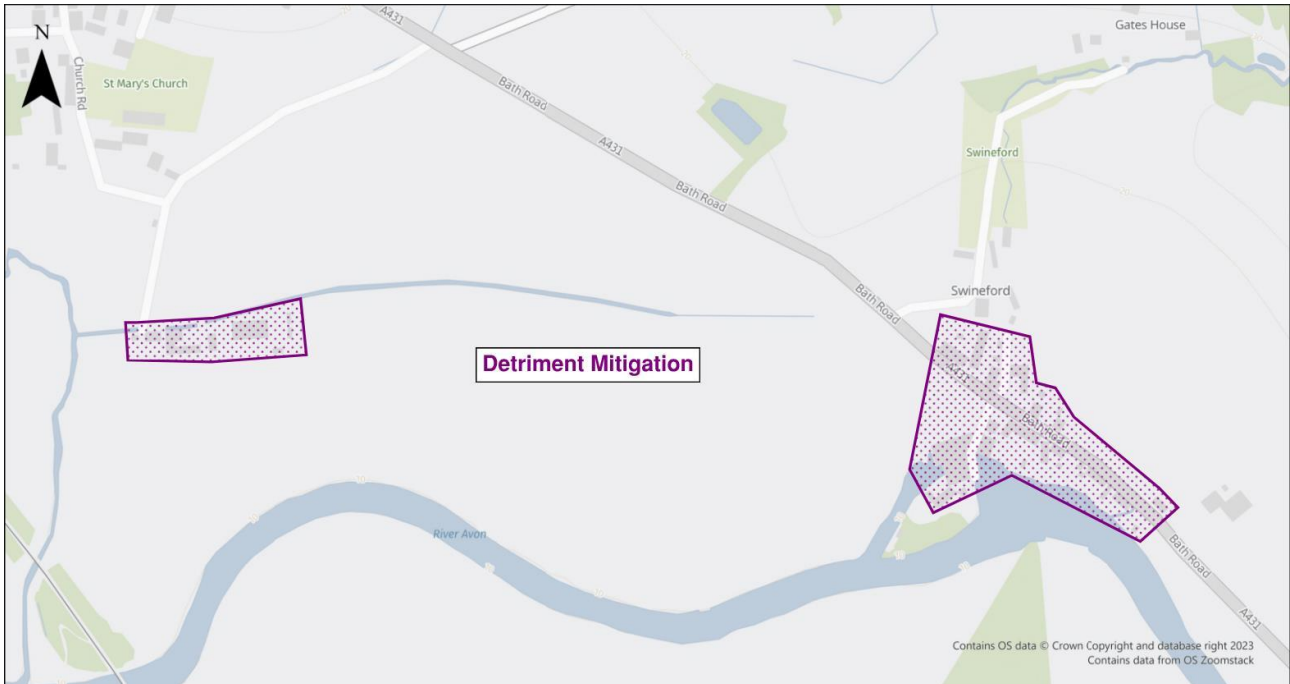 A431
Gates House
N
St Mary's Church
Church Rd
Bath Road
A431
Swineford
Bath Road
Bath Road
Swineford
Detriment Mitigation
A431
Bath Road
River Avon
Bath Road
A431
Contains OS data © Crown Copyright and database right 2023
Contains data from OS Zoomstack